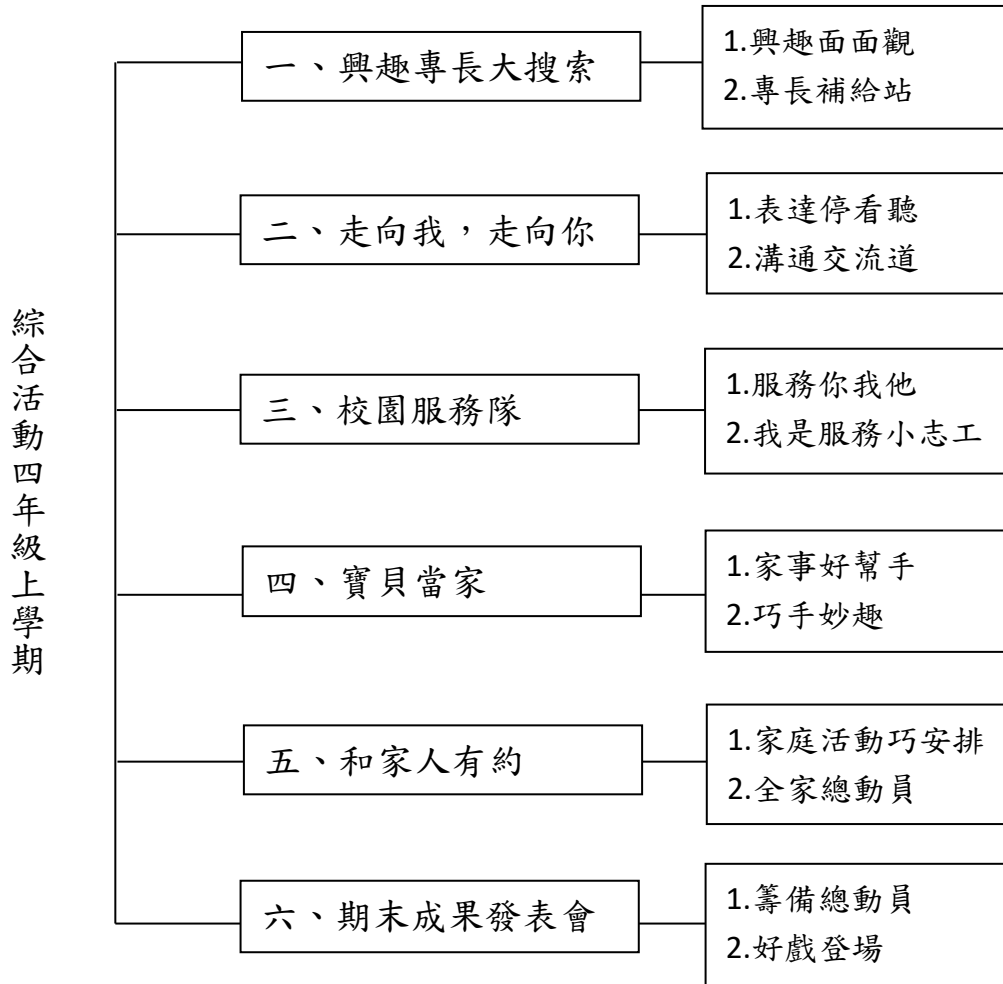 綜合活動四年級上學期
一、興趣專長大搜索
1.興趣面面觀
2.專長補給站
二、走向我，走向你
1.表達停看聽
2.溝通交流道
三、校園服務隊
1.服務你我他
2.我是服務小志工
四、寶貝當家
1.家事好幫手
2.巧手妙趣
五、和家人有約
1.家庭活動巧安排
2.全家總動員
六、期末成果發表會
1.籌備總動員
2.好戲登場